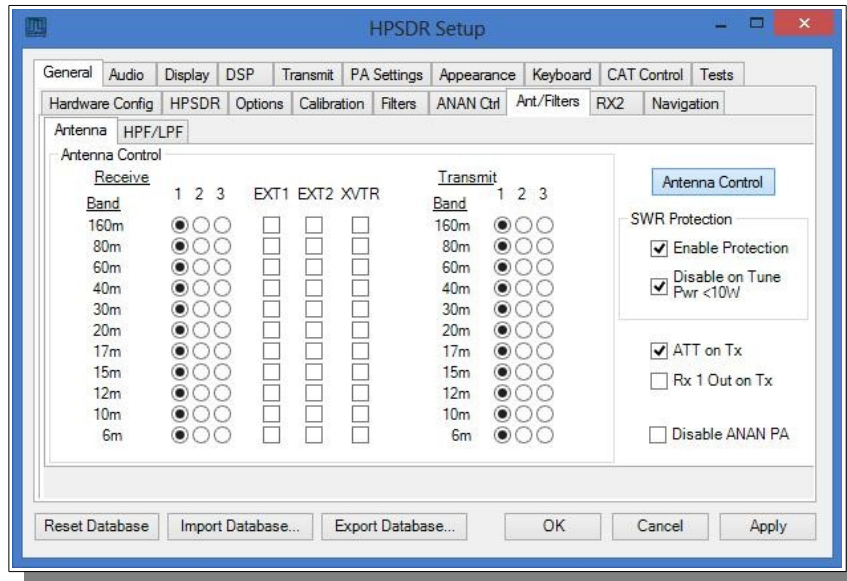 HPSDR Setup
General Audio Display DSP Transmit PA Settings Appearance Keyboard CAT Control Tests
Hardware Config HPSDR Options Calibration Filters ANAN Ctrl Ant/Filters RX2 Navigation
Antenna HPF/LPF
Antenna Control
Receive
Band
1 2 3 EXT1 EXT2 XVTR
160m
80m
60m
40m
30m
20m
17m
15m
12m
10m
6m
Transmit
Band
1 2 3
160m
80m
60m
40m
30m
20m
17m
15m
12m
10m
6m
Antenna Control
SWR Protection
Enable Protection
Disable on Tune
Pwr <10W
ATT on Tx
Rx 1 Out on Tx
Disable ANAN PA
Reset Database Import Database... Export Database... OK Cancel Apply